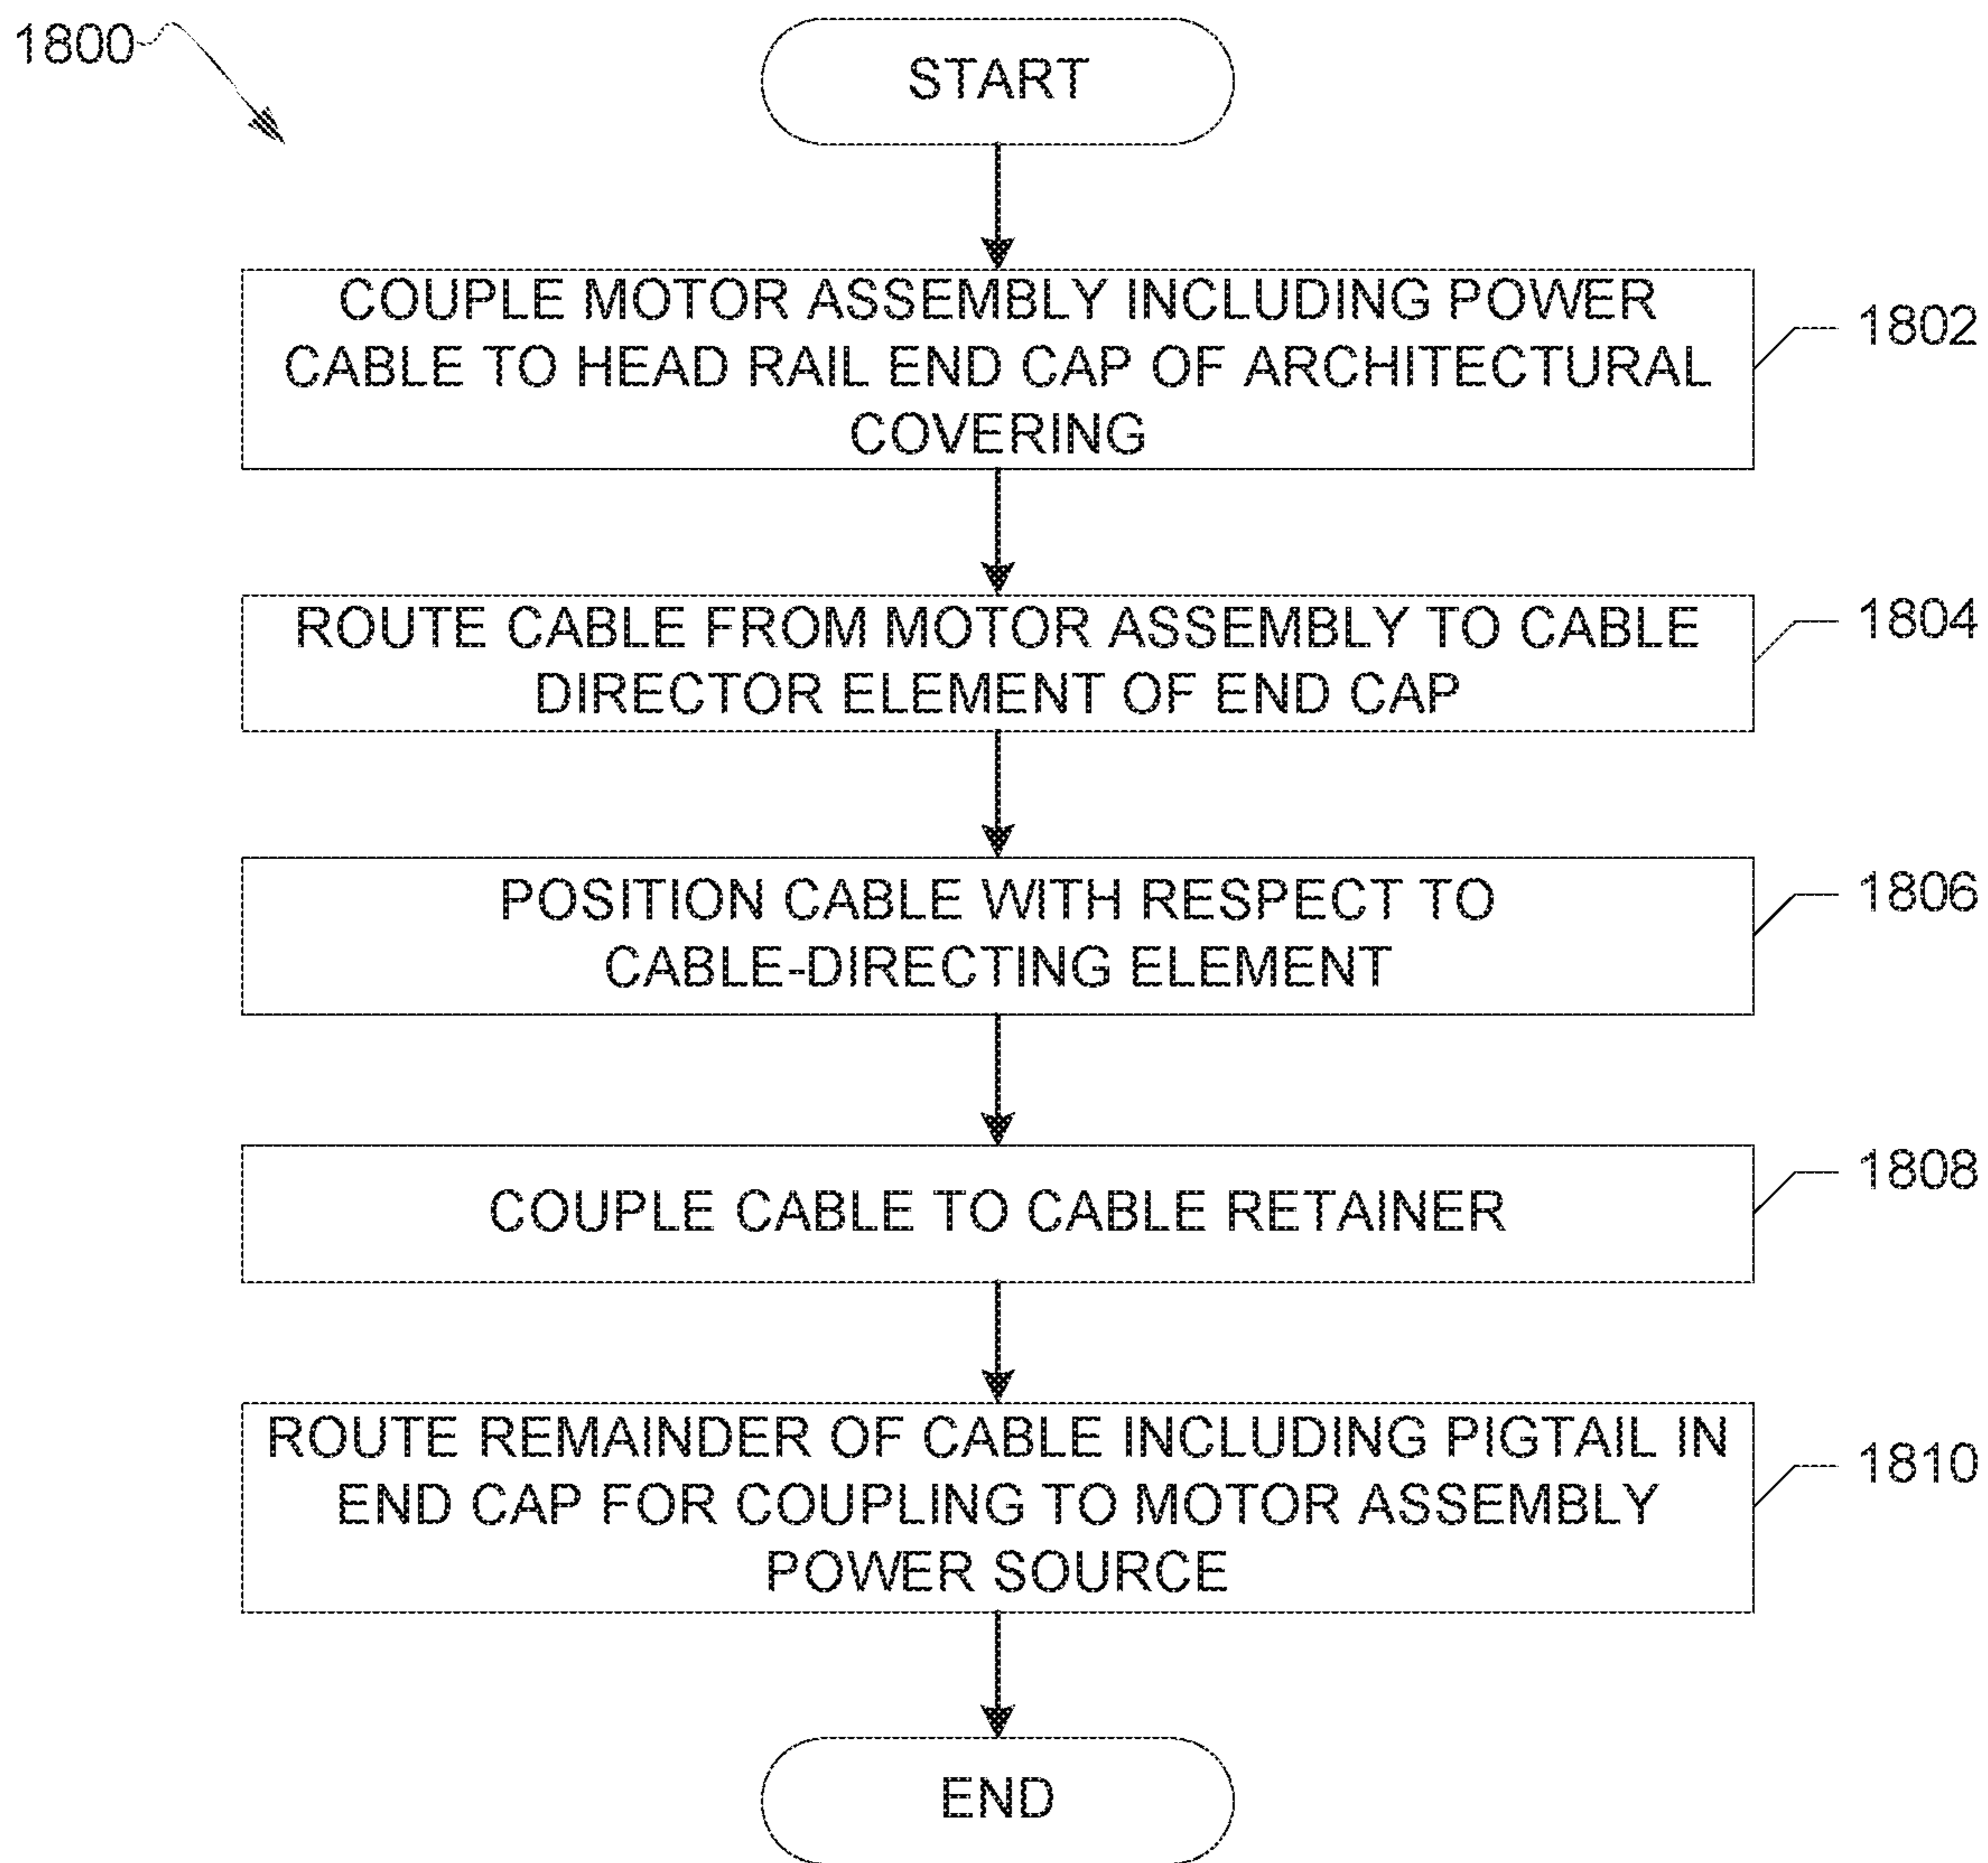 1800
START
COUPLE MOTOR ASSEMBLY INCLUDING POWER
CABLE TO HEAD RAIL END CAP OF ARCHITECTURAL
COVERING
1802
ROUTE CABLE FROM MOTOR ASSEMBLY TO CABLE
DIRECTOR ELEMENT OF END CAP
1804
POSITION CABLE WITH RESPECT TO
CABLE-DIRECTING ELEMENT
1806
COUPLE CABLE TO CABLE RETAINER
1808
ROUTE REMAINDER OF CABLE INCLUDING PIGTAIL IN
END CAP FOR COUPLING TO MOTOR ASSEMBLY
POWER SOURCE
1810
END